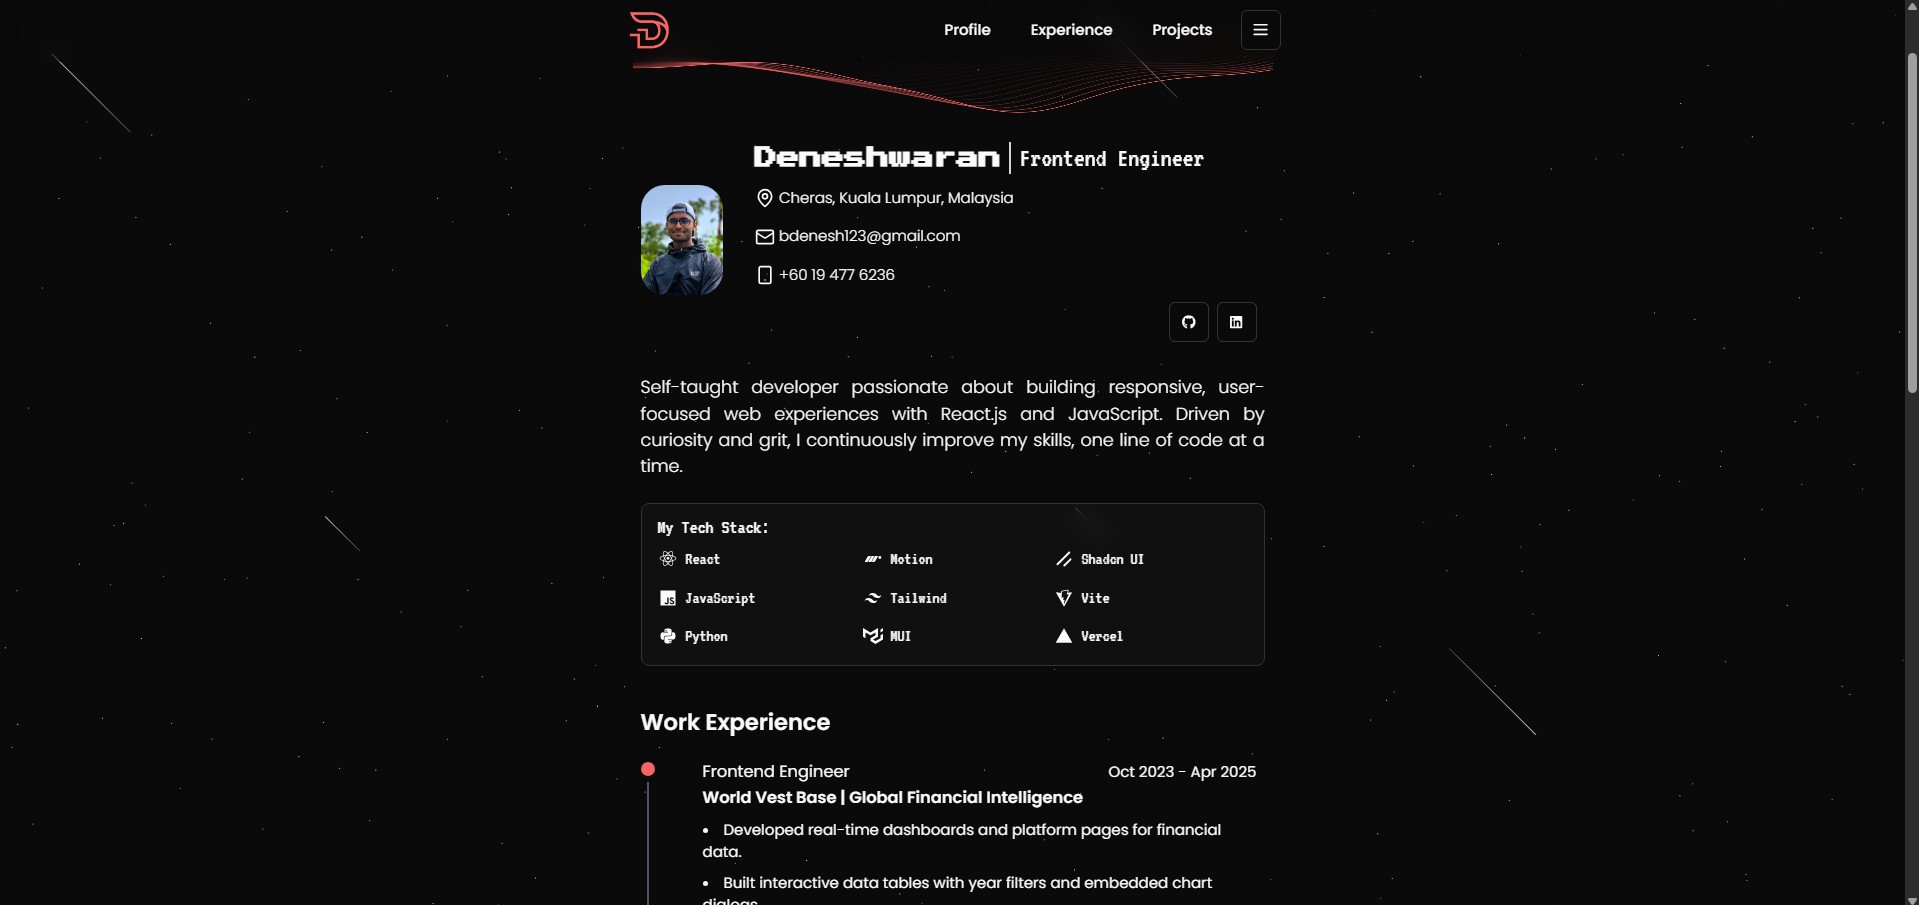 Profile Experience Projects
Deneshwaran | Frontend Engineer
Cheras, Kuala Lumpur, Malaysia
bdenesh123@gmail.com
+60 19 477 6236
Self-taught developer passionate about building responsive, user-
focused web experiences with React.js and JavaScript. Driven by
curiosity and grit, I continuously improve my skills, one line of code at a
time.
My Tech Stack:
React Motion Shadcn UI
JavaScript Tailwind Vite
Python MUI Vercel
Work Experience
Frontend Engineer Oct 2023 - Apr 2025
World Vest Base | Global Financial Intelligence
• Developed real-time dashboards and platform pages for financial
data.
• Built interactive data tables with year filters and embedded chart
dialogs.